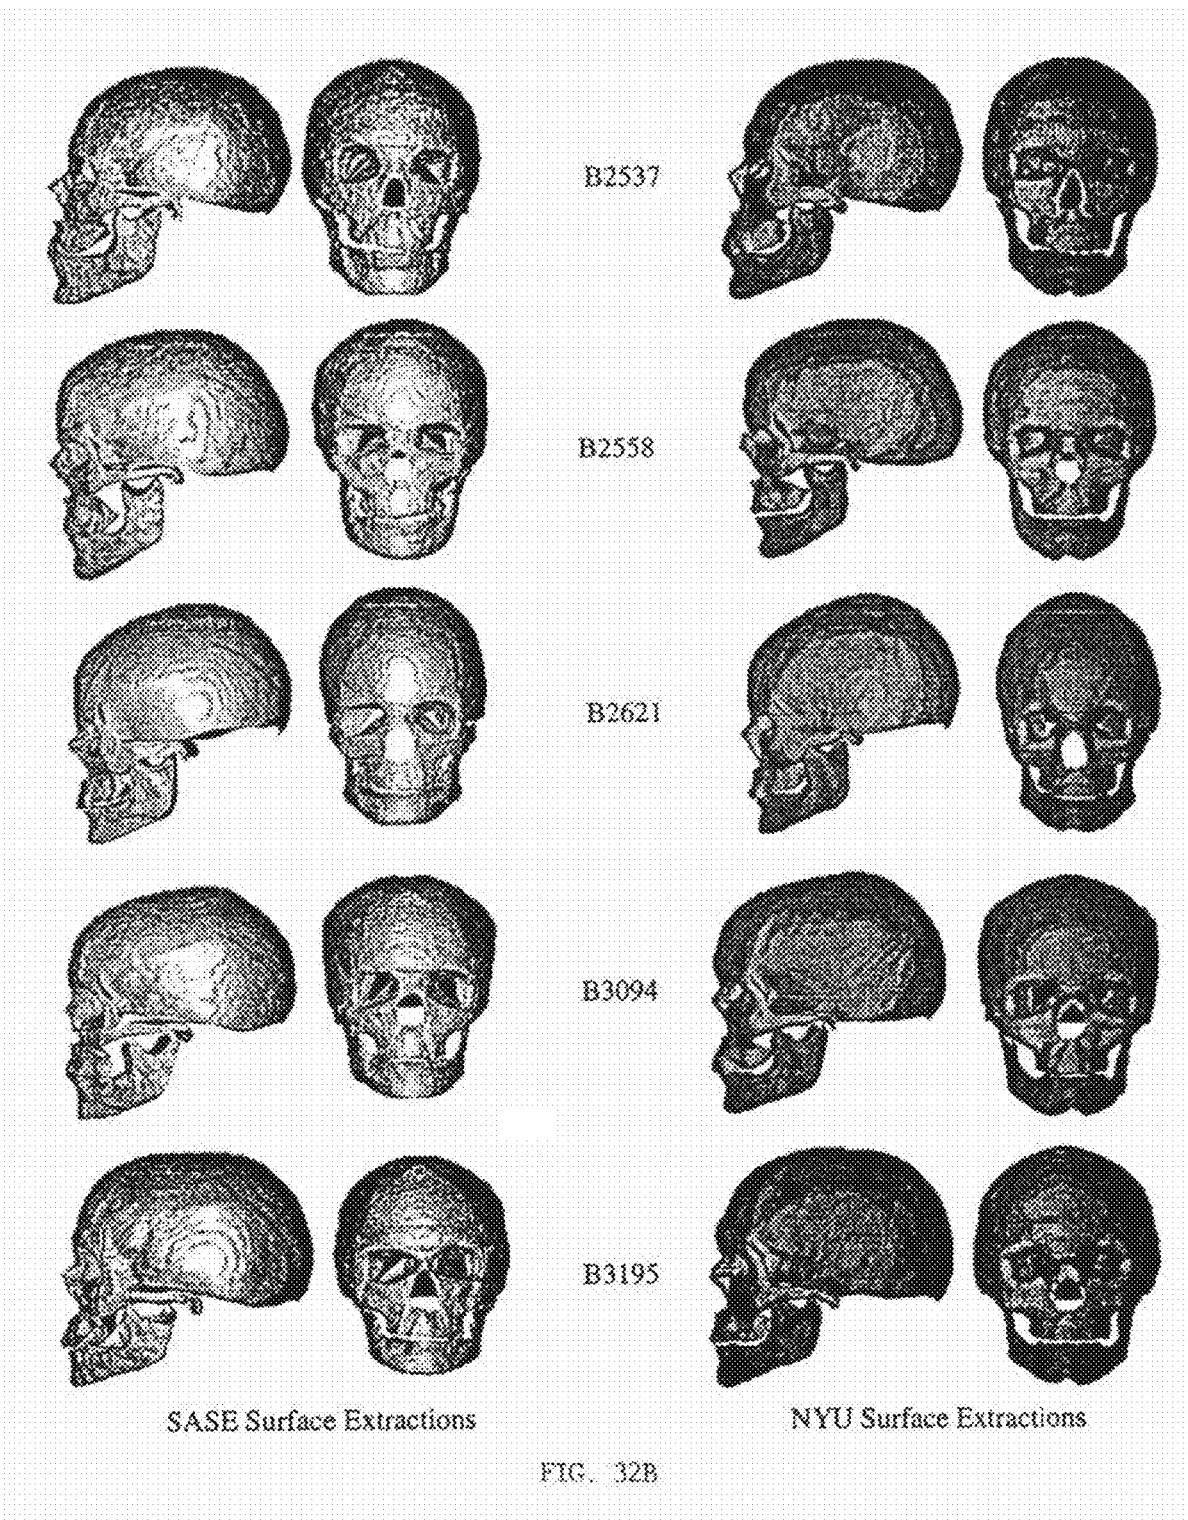 B2537
B2558
B2621
B3094
B3195
SASE Surface Extractions
NYU Surface Extractions
FIG. 32B